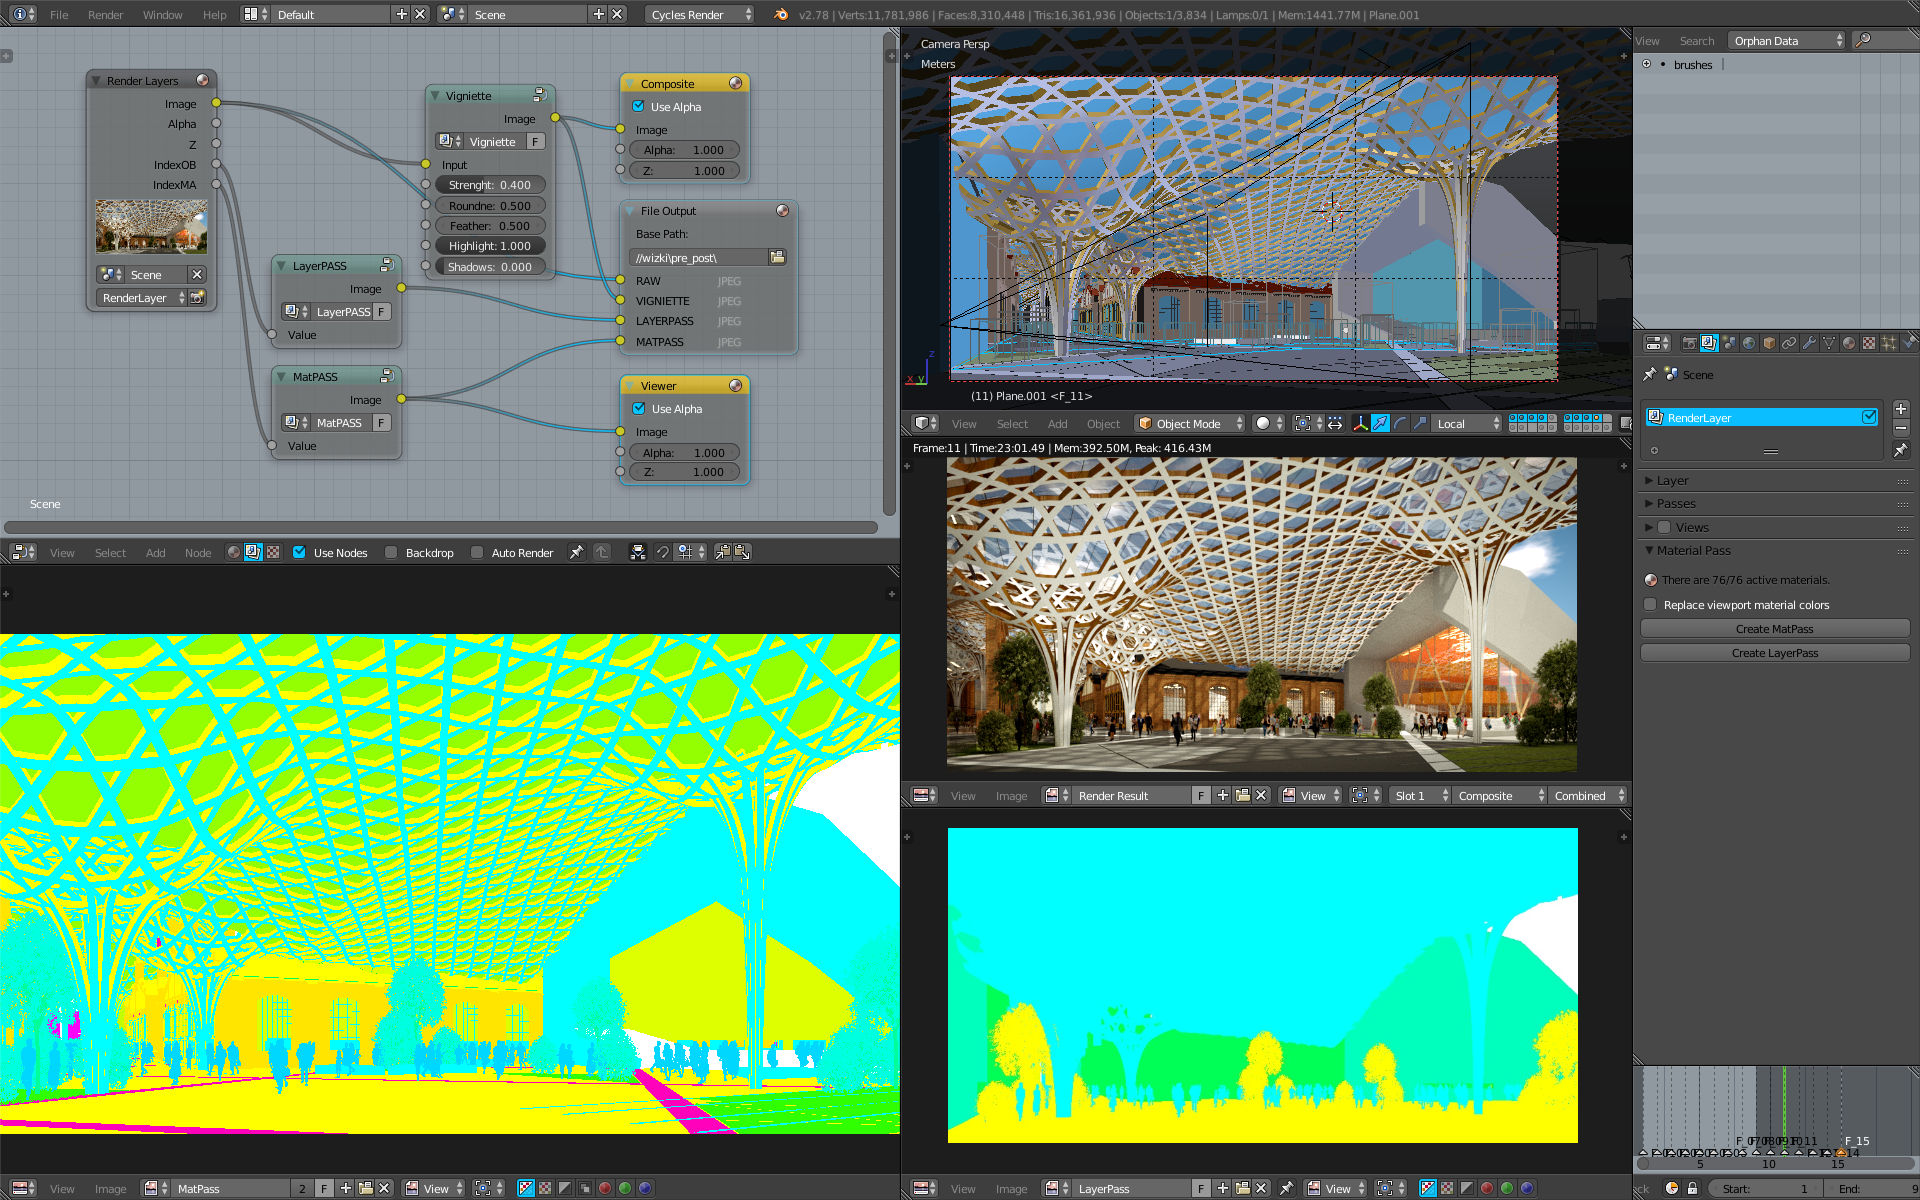 File Render Window Help Default Scene Cycles Render v2.78 | Verts:11,781,986 | Faces:8,310,448 | Tris:16,361,936 | Objects:1/3,834 | Lamps:0/1 | Mem:1441.77M | Plane.001
Render Layers
Image
Alpha
Z
IndexOB
IndexMA
Scene
RenderLayer
LayerPASS
Image
LayerPASS F
Value
MatPASS
Image
MatPASS F
Value
Vigniette
Image
Vigniette F
Input
Strenght: 0.400
Roundne: 0.500
Feather: 0.500
Highlight: 1.000
Shadows: 0.000
Composite
Use Alpha
Image
Alpha: 1.000
Z: 1.000
File Output
Base Path:
//wizki\pre_post\
RAW JPEG
VIGNIETTE JPEG
LAYERPASS JPEG
MATPASS JPEG
Viewer
Use Alpha
Image
Alpha: 1.000
Z: 1.000
Scene
View Select Add Node Use Nodes Backdrop Auto Render
View Image MatPass 2 F View
Camera Persp
Meters
z
x y
(11) Plane.001 <F_11>
View Select Add Object Object Mode Local
Frame:11 | Time:23:01.49 | Mem:392.50M, Peak: 416.43M
View Image Render Result F View Slot 1 Composite Combined
View Image LayerPass F View
View Search Orphan Data
brushes
Scene
RenderLayer
Layer
Passes
Views
Material Pass
There are 76/76 active materials.
Replace viewport material colors
Create MatPass
Create LayerPass
F_15
5 10 15
Start: 1 End: 9